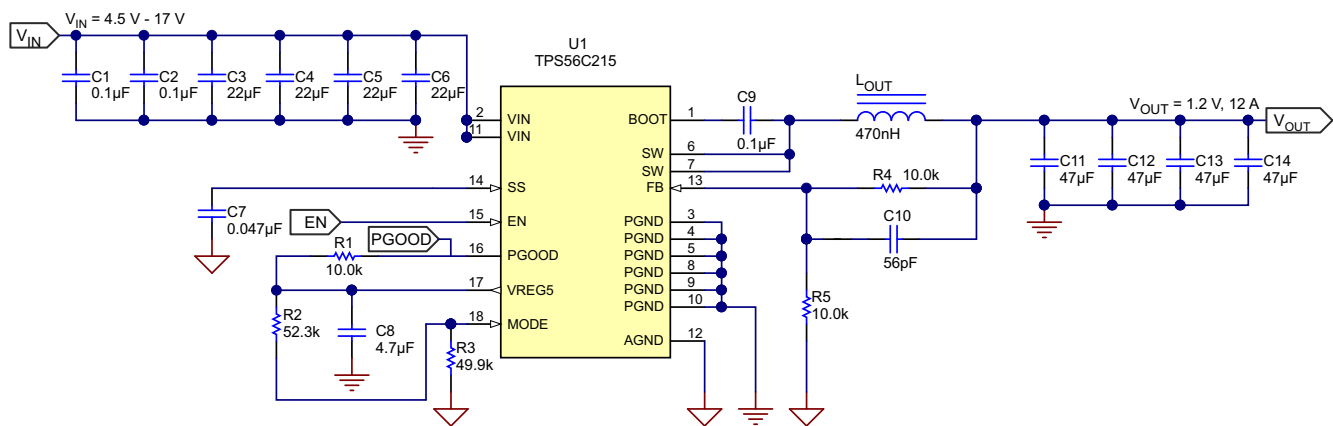 V_IN = 4.5 V - 17 V
V_IN
C1
0.1µF
C2
0.1µF
C3
22µF
C4
22µF
C5
22µF
C6
22µF
U1
TPS56C215
2
VIN
11
VIN
14
SS
15
EN
16
PGOOD
17
VREG5
18
MODE
BOOT
1
SW
6
SW
7
FB
13
PGND
3
PGND
4
PGND
5
PGND
8
PGND
9
PGND
10
AGND
12
C7
0.047µF
EN
PGOOD
R1
10.0k
R2
52.3k
C8
4.7µF
R3
49.9k
C9
0.1µF
L_OUT
470nH
R4
10.0k
C10
56pF
R5
10.0k
V_OUT = 1.2 V, 12 A
V_OUT
C11
47µF
C12
47µF
C13
47µF
C14
47µF